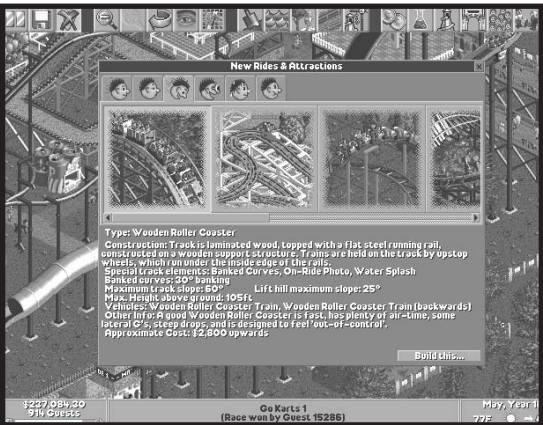 New Rides & Attractions
Type: Wooden Roller Coaster
Construction: Track is laminated wood, topped with a flat steel running rail,
constructed on a wooden support structure. Trains are held on the track by upstop
wheels, which run under the inside edge of the rails.
Special track elements: Banked Curves, On-Ride Photo, Water Splash
Banked curves: 30° banking
Maximum track slope: 60° Lift hill maximum slope: 25°
Max. Height above ground: 105ft
Vehicles: Wooden Roller Coaster Train, Wooden Roller Coaster Train (backwards)
Other Info: A good Wooden Roller Coaster is fast, has plenty of air-time, some
lateral G's, steep drops, and is designed to feel 'out-of-control'.
Approximate Cost: $2,800 upwards
Build this...
$237,084.30
914 Guests
Go Karts 1
(Race won by Guest 15286)
May, Year
77F